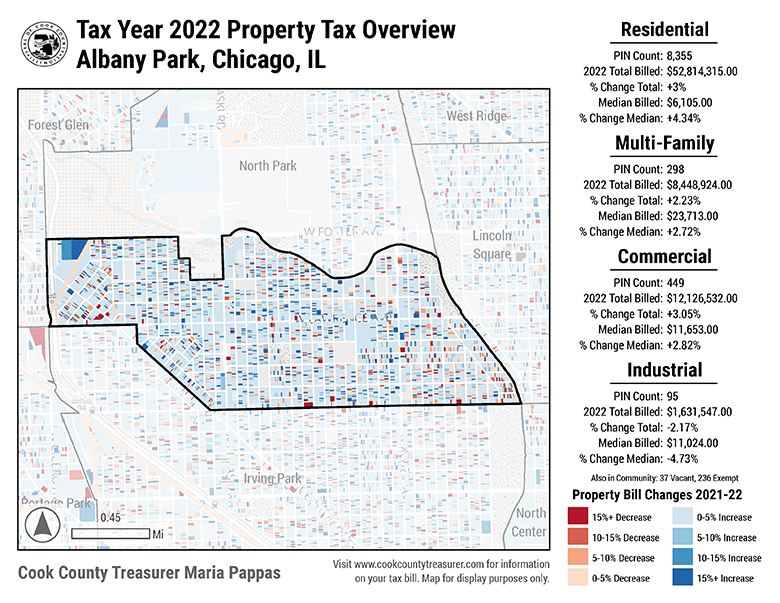 Tax Year 2022 Property Tax Overview
Albany Park, Chicago, IL
Forest Glen
West Ridge
North Park
W FOSTER AVE
Lincoln
Square
Irving Park
Portage Park
North
Center
0.45
Mi
Cook County Treasurer Maria Pappas
Visit www.cookcountytreasurer.com for information
on your tax bill. Map for display purposes only.
Residential
PIN Count: 8,355
2022 Total Billed: $52,814,315.00
% Change Total: +3%
Median Billed: $6,105.00
% Change Median: +4.34%
Multi-Family
PIN Count: 298
2022 Total Billed: $8,448,924.00
% Change Total: +2.23%
Median Billed: $23,713.00
% Change Median: +2.72%
Commercial
PIN Count: 449
2022 Total Billed: $12,126,532.00
% Change Total: +3.05%
Median Billed: $11,653.00
% Change Median: +2.82%
Industrial
PIN Count: 95
2022 Total Billed: $1,631,547.00
% Change Total: -2.17%
Median Billed: $11,024.00
% Change Median: -4.73%
Also in Community: 37 Vacant, 236 Exempt
Property Bill Changes 2021-22
15%+ Decrease
0-5% Increase
10-15% Decrease
5-10% Increase
5-10% Decrease
10-15% Increase
0-5% Decrease
15%+ Increase